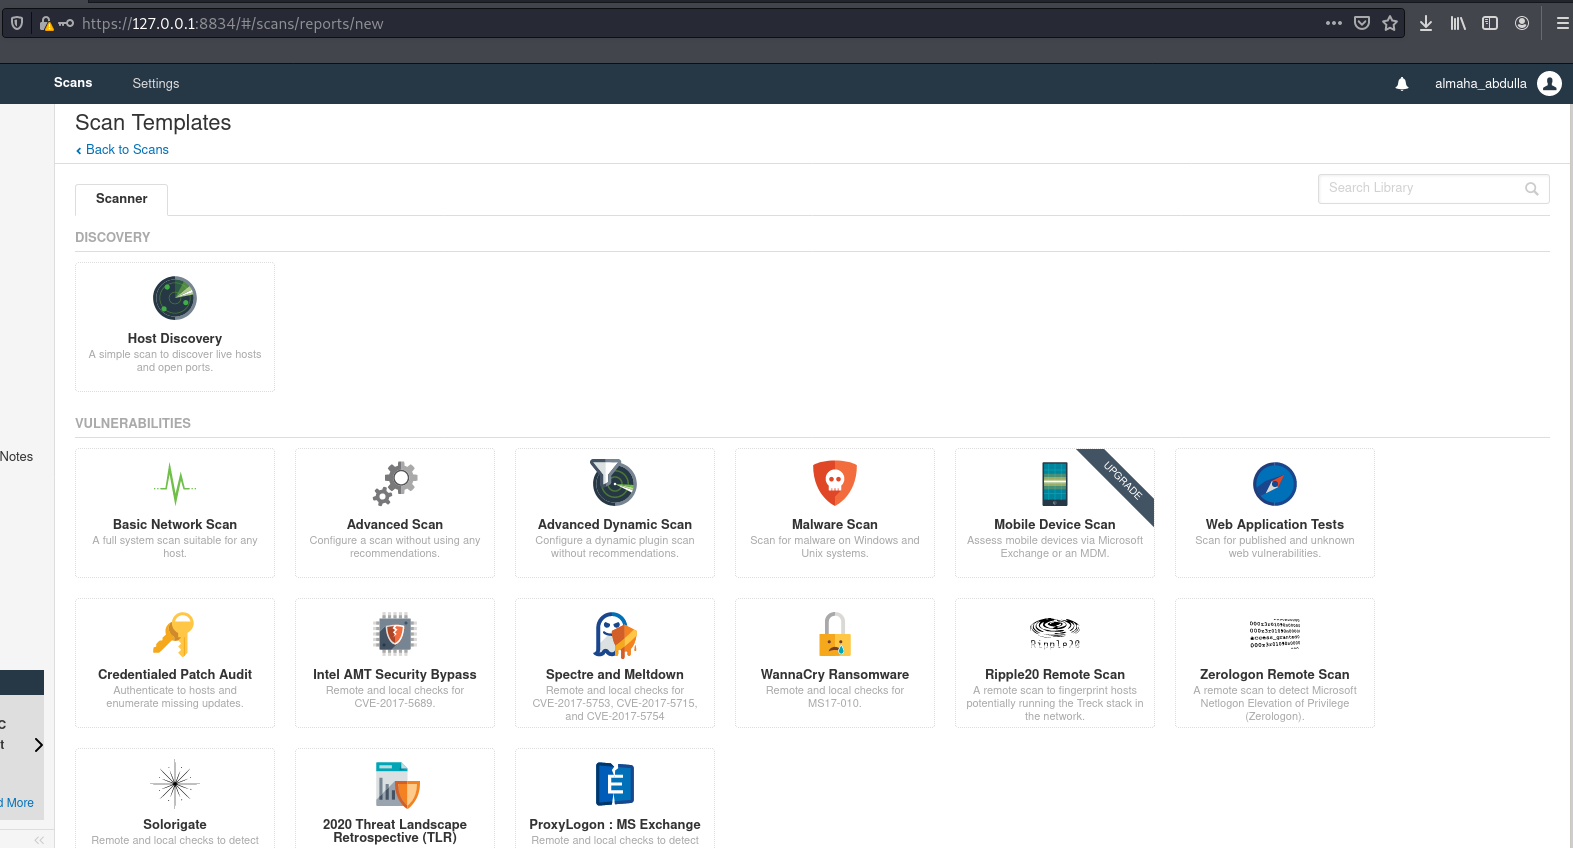 https://127.0.0.1:8834/#/scans/reports/new
Scans
Settings
almaha_abdulla
Scan Templates
Back to Scans
Scanner
Search Library
DISCOVERY
Host Discovery
A simple scan to discover live hosts
and open ports.
VULNERABILITIES
Notes
Basic Network Scan
A full system scan suitable for any
host.
Advanced Scan
Configure a scan without using any
recommendations.
Advanced Dynamic Scan
Configure a dynamic plugin scan
without recommendations.
Malware Scan
Scan for malware on Windows and
Unix systems.
UPGRADE
Mobile Device Scan
Assess mobile devices via Microsoft
Exchange or an MDM.
Web Application Tests
Scan for published and unknown
web vulnerabilities.
Credentialed Patch Audit
Authenticate to hosts and
enumerate missing updates.
Intel AMT Security Bypass
Remote and local checks for
CVE-2017-5689.
Spectre and Meltdown
Remote and local checks for
CVE-2017-5753, CVE-2017-5715,
and CVE-2017-5754
WannaCry Ransomware
Remote and local checks for
MS17-010.
Ripple20
Ripple20 Remote Scan
A remote scan to fingerprint hosts
potentially running the Treck stack in
the network.
Zerologon Remote Scan
A remote scan to detect Microsoft
Netlogon Elevation of Privilege
(Zerologon).
C
t
d More
Solorigate
Remote and local checks to detect
2020 Threat Landscape
Retrospective (TLR)
E
ProxyLogon : MS Exchange
Remote and local checks to detect